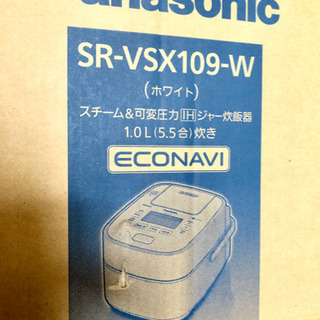 Panasonic
SR-VSX109-W
(ホワイト)
スチーム&可変圧力IHジャー炊飯器
1.0L(5.5合)炊き
ECONAVI